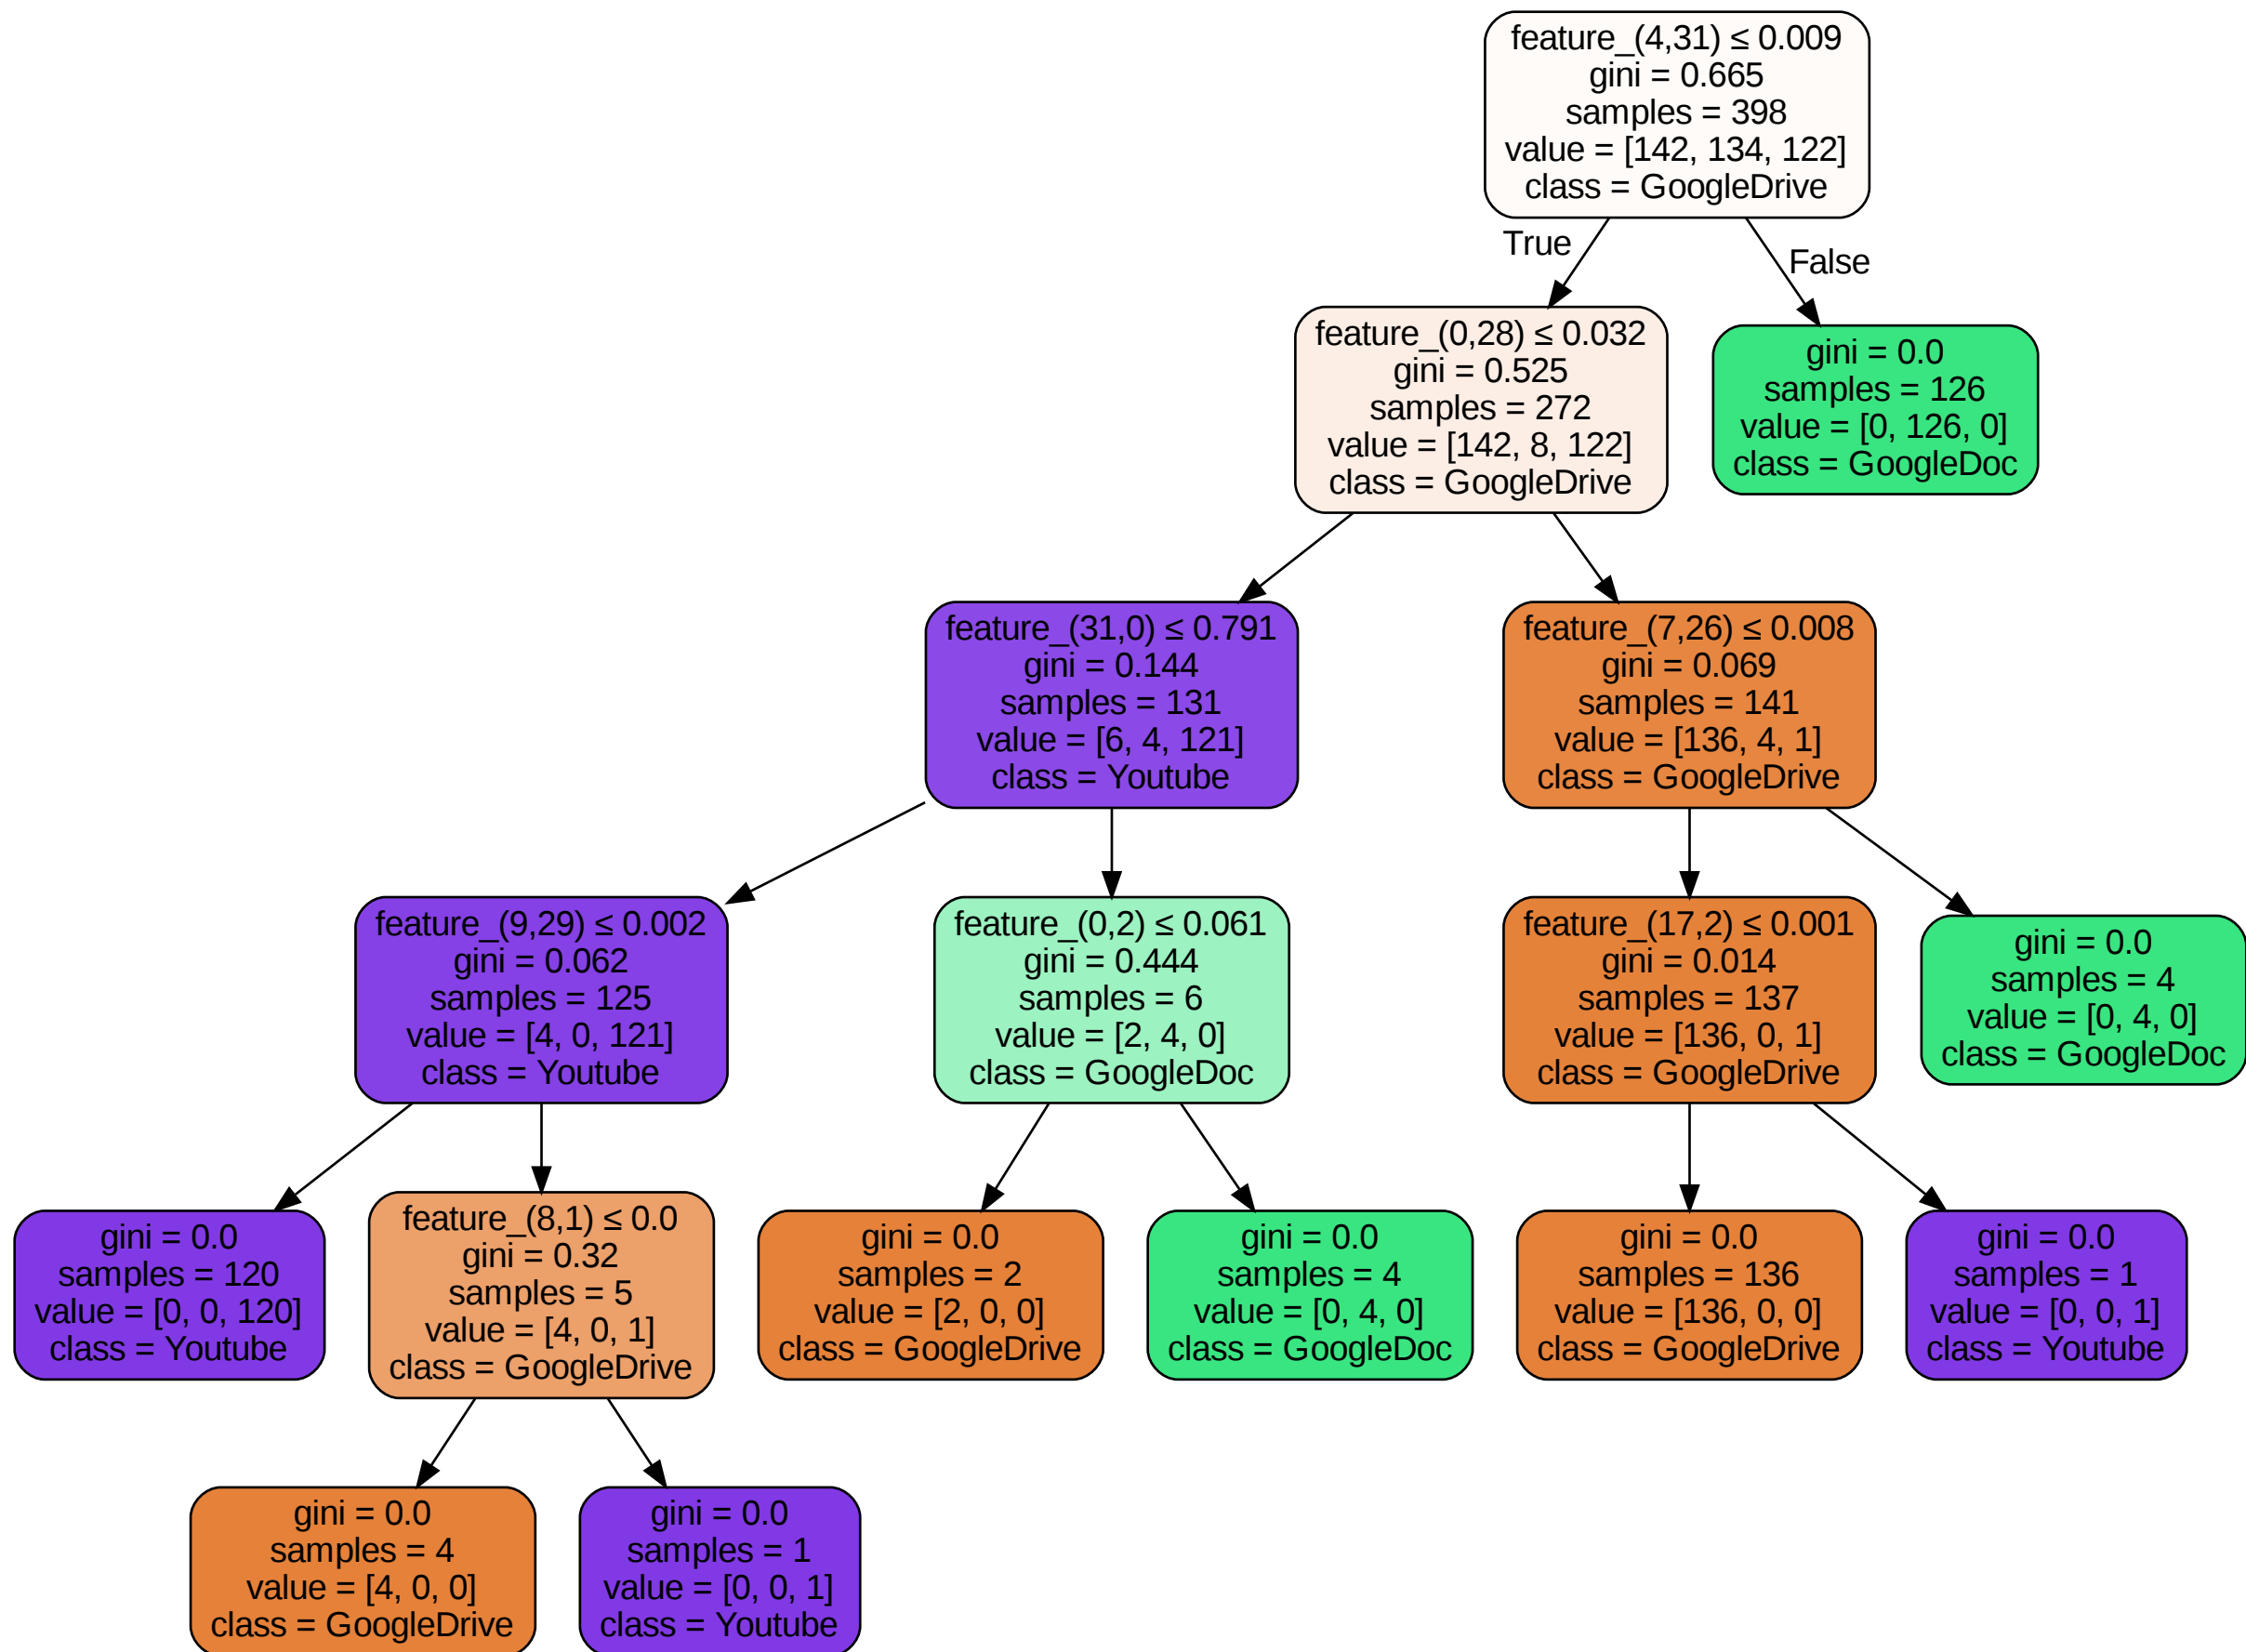 feature_(4,31) ≤ 0.009
gini = 0.665
samples = 398
value = [142, 134, 122]
class = GoogleDrive
True
False
feature_(0,28) ≤ 0.032
gini = 0.525
samples = 272
value = [142, 8, 122]
class = GoogleDrive
gini = 0.0
samples = 126
value = [0, 126, 0]
class = GoogleDoc
feature_(31,0) ≤ 0.791
gini = 0.144
samples = 131
value = [6, 4, 121]
class = Youtube
feature_(7,26) ≤ 0.008
gini = 0.069
samples = 141
value = [136, 4, 1]
class = GoogleDrive
feature_(9,29) ≤ 0.002
gini = 0.062
samples = 125
value = [4, 0, 121]
class = Youtube
feature_(0,2) ≤ 0.061
gini = 0.444
samples = 6
value = [2, 4, 0]
class = GoogleDoc
feature_(17,2) ≤ 0.001
gini = 0.014
samples = 137
value = [136, 0, 1]
class = GoogleDrive
gini = 0.0
samples = 4
value = [0, 4, 0]
class = GoogleDoc
gini = 0.0
samples = 120
value = [0, 0, 120]
class = Youtube
feature_(8,1) ≤ 0.0
gini = 0.32
samples = 5
value = [4, 0, 1]
class = GoogleDrive
gini = 0.0
samples = 2
value = [2, 0, 0]
class = GoogleDrive
gini = 0.0
samples = 4
value = [0, 4, 0]
class = GoogleDoc
gini = 0.0
samples = 136
value = [136, 0, 0]
class = GoogleDrive
gini = 0.0
samples = 1
value = [0, 0, 1]
class = Youtube
gini = 0.0
samples = 4
value = [4, 0, 0]
class = GoogleDrive
gini = 0.0
samples = 1
value = [0, 0, 1]
class = Youtube